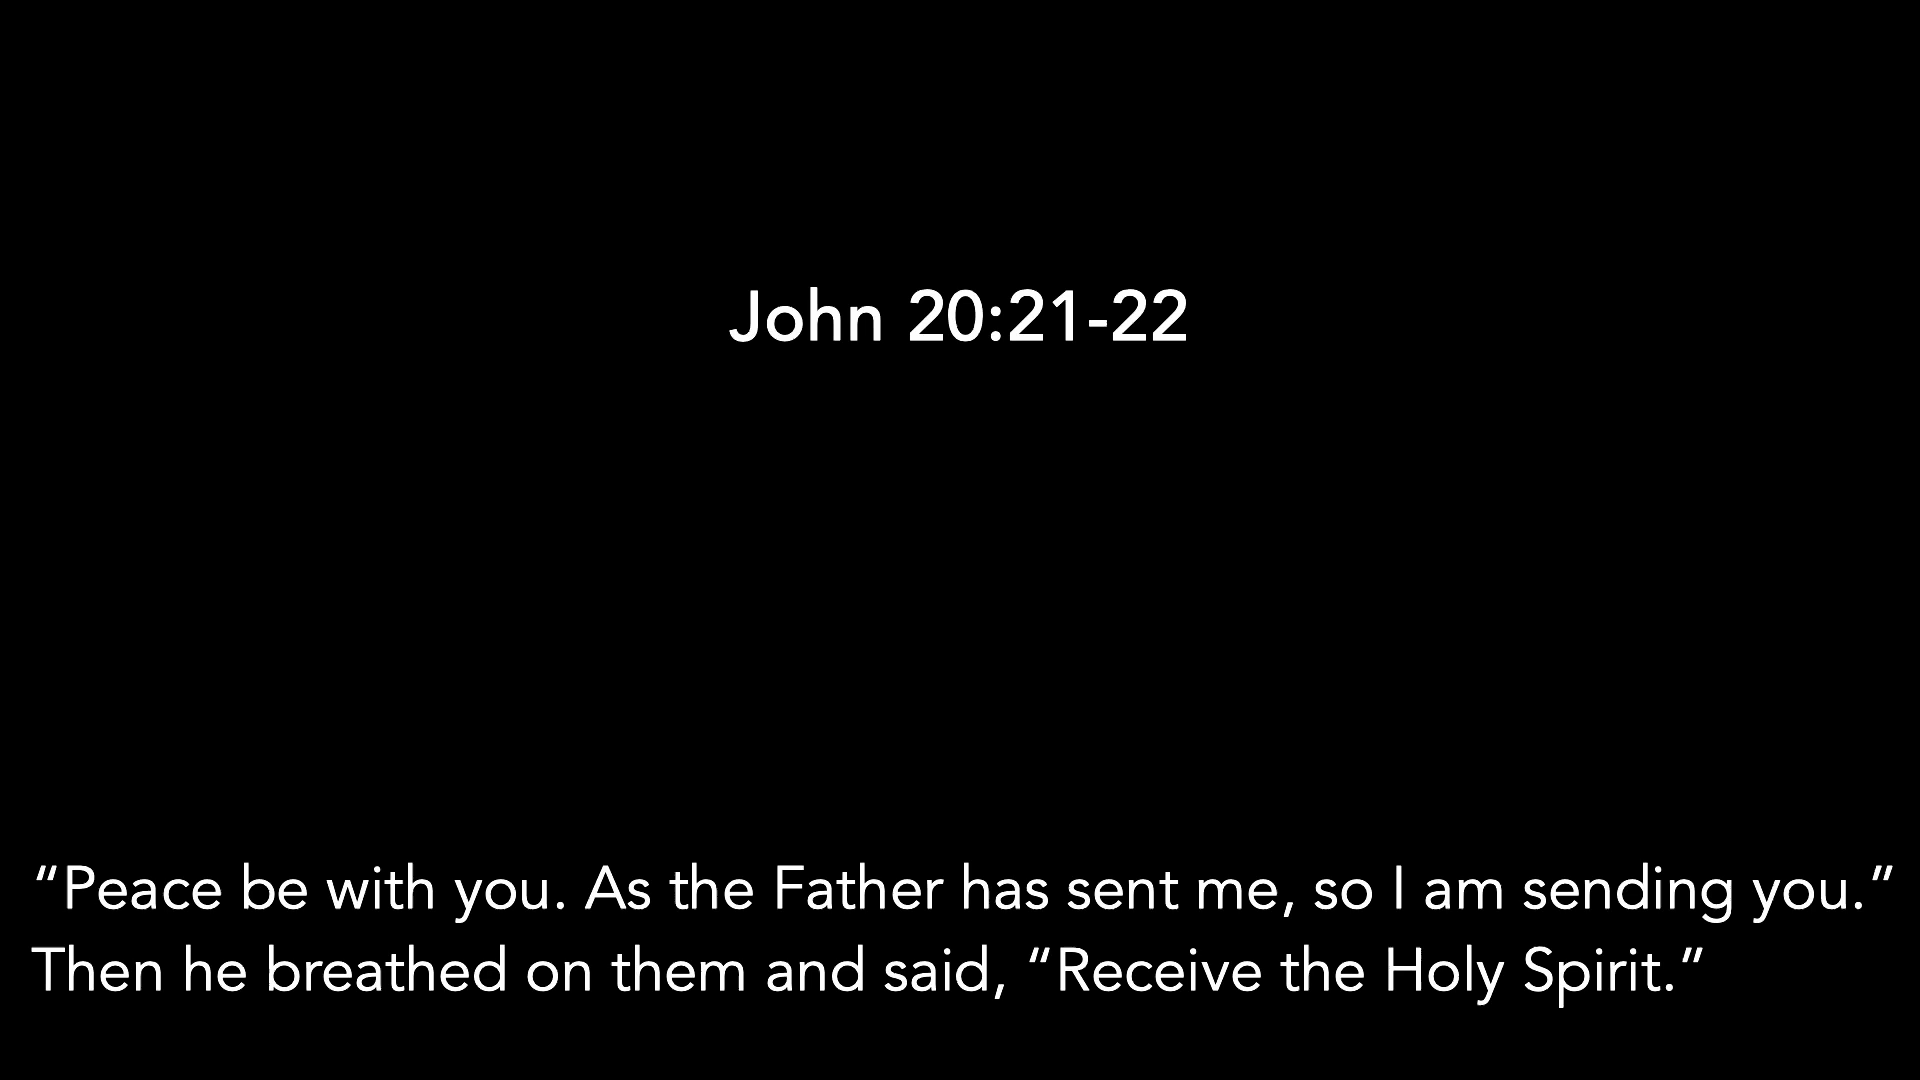 John 20:21-22
“Peace be with you. As the Father has sent me, so I am sending you.”
Then he breathed on them and said, “Receive the Holy Spirit.”